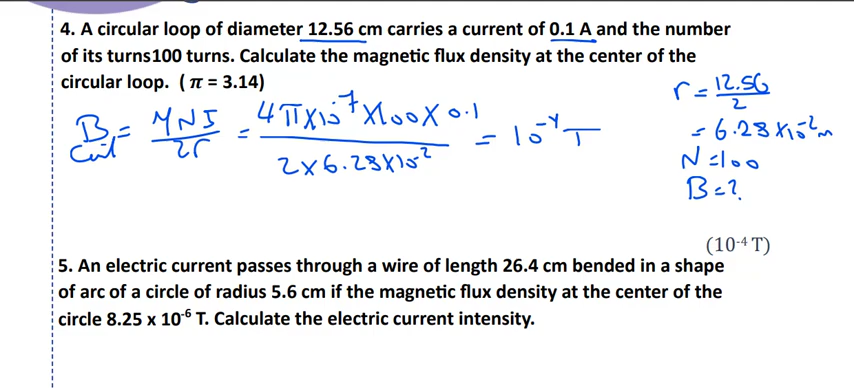 4. A circular loop of diameter 12.56 cm carries a current of 0.1 A and the number
of its turns100 turns. Calculate the magnetic flux density at the center of the
circular loop. ( π = 3.14)
r = 12.56 / 2
= 6.28 × 10⁻² m
N = 100
B = ?
B coil = μNI / 2r = 4π×10⁻⁷ ×100 × 0.1 / 2 × 6.28 ×10⁻² = 10⁻⁴ T
(10⁻⁴ T)
5. An electric current passes through a wire of length 26.4 cm bended in a shape
of arc of a circle of radius 5.6 cm if the magnetic flux density at the center of the
circle 8.25 x 10⁻⁶ T. Calculate the electric current intensity.